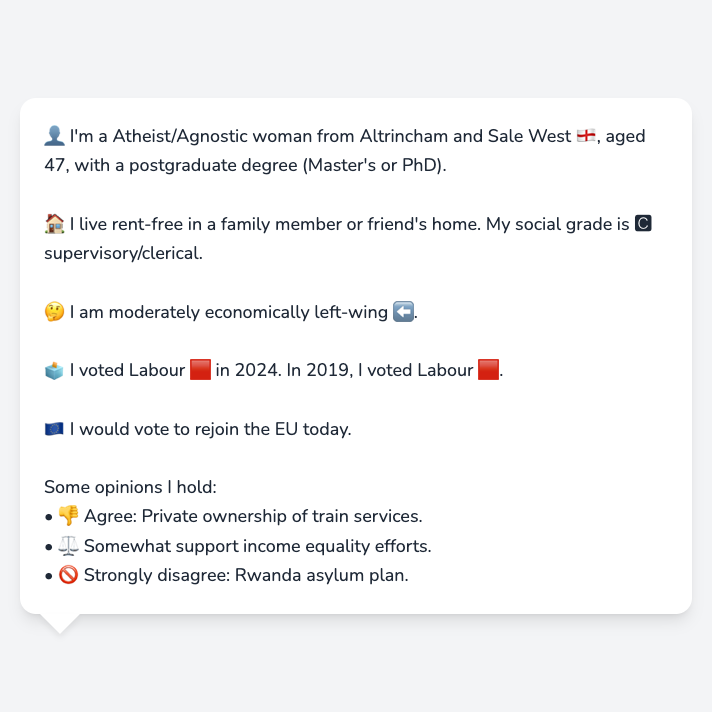 👤 I'm a Atheist/Agnostic woman from Altrincham and Sale West 🏴󠁧󠁢󠁥󠁮󠁧󠁿, aged
47, with a postgraduate degree (Master's or PhD).
🏠 I live rent-free in a family member or friend's home. My social grade is 🅲
supervisory/clerical.
🤔 I am moderately economically left-wing ⬅️.
🗳️ I voted Labour 🟥 in 2024. In 2019, I voted Labour 🟥.
🇪🇺 I would vote to rejoin the EU today.
Some opinions I hold:
• 👎 Agree: Private ownership of train services.
• ⚖️ Somewhat support income equality efforts.
• 🚫 Strongly disagree: Rwanda asylum plan.